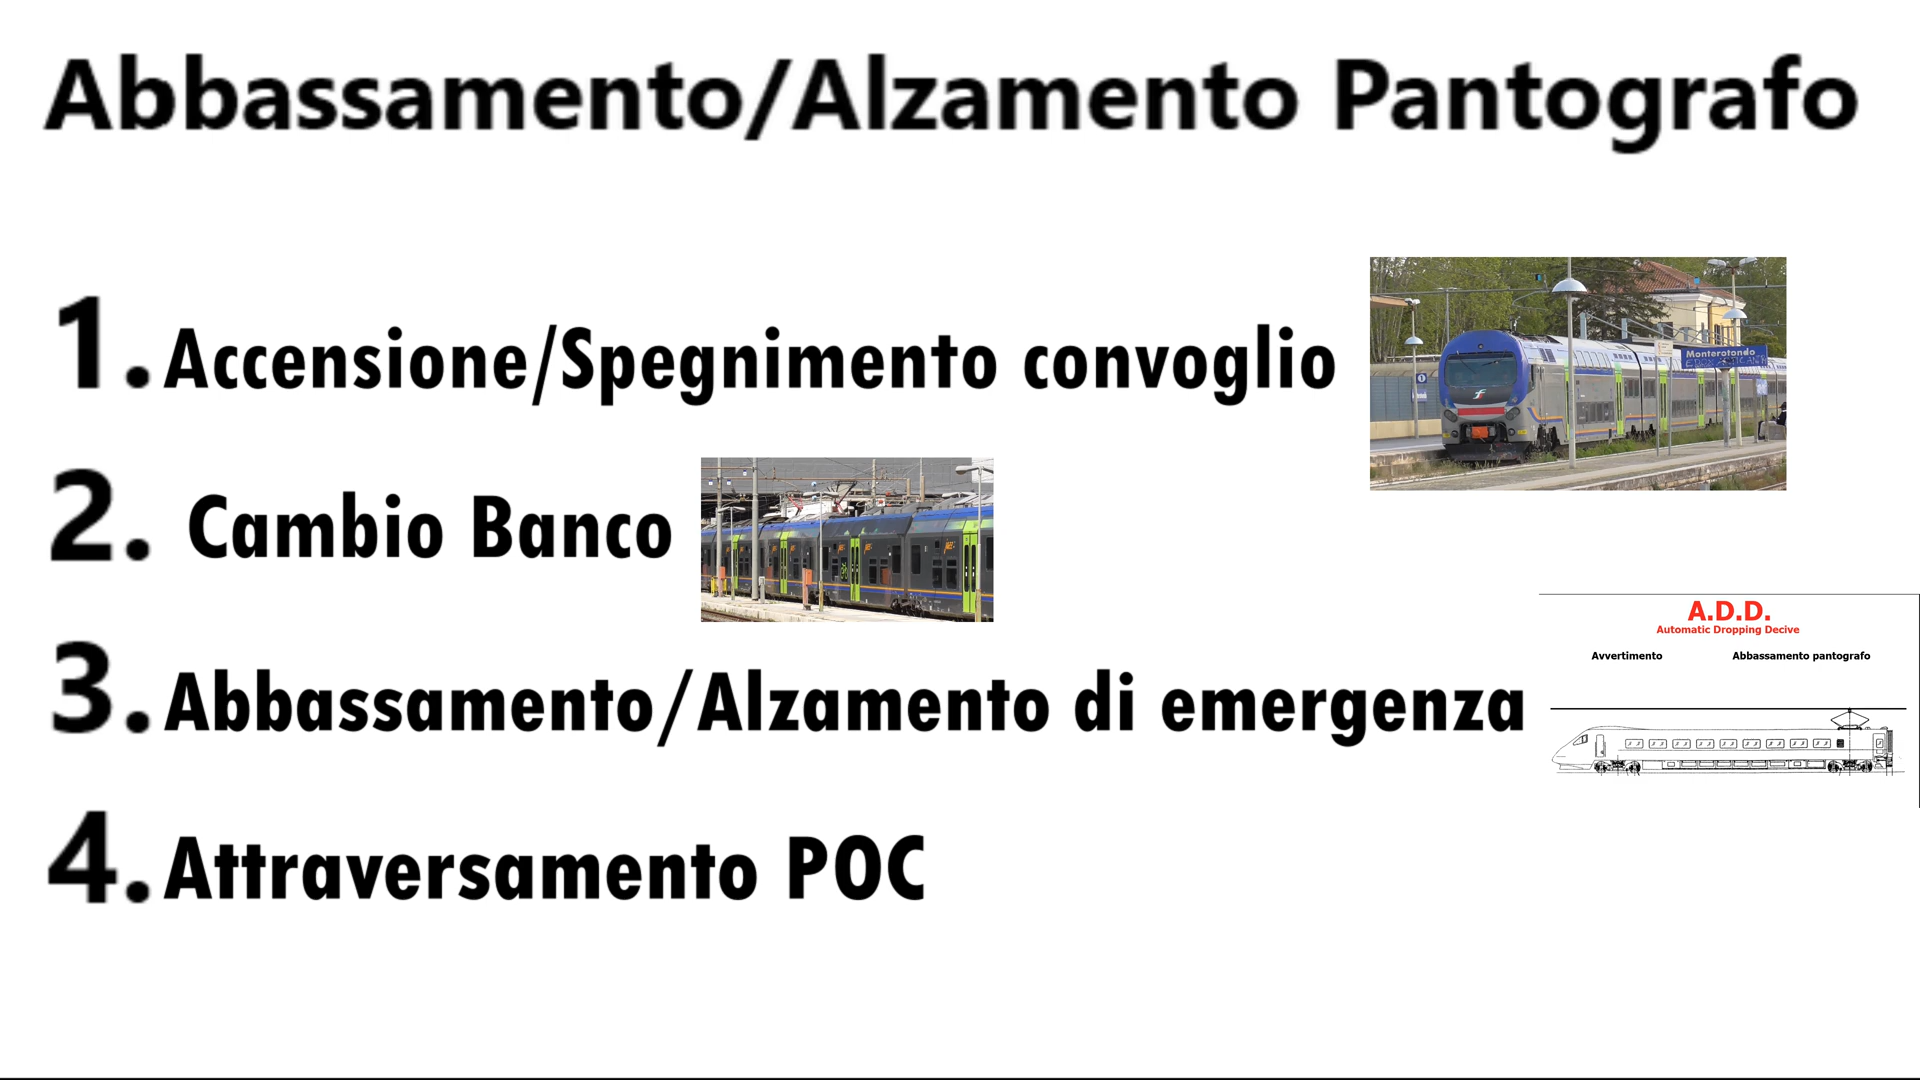 Abbassamento/Alzamento Pantografo
1. Accensione/Spegnimento convoglio
Monterotondo
2. Cambio Banco
A.D.D.
Automatic Dropping Decive
Avvertimento Abbassamento pantografo
3. Abbassamento/Alzamento di emergenza
4. Attraversamento POC